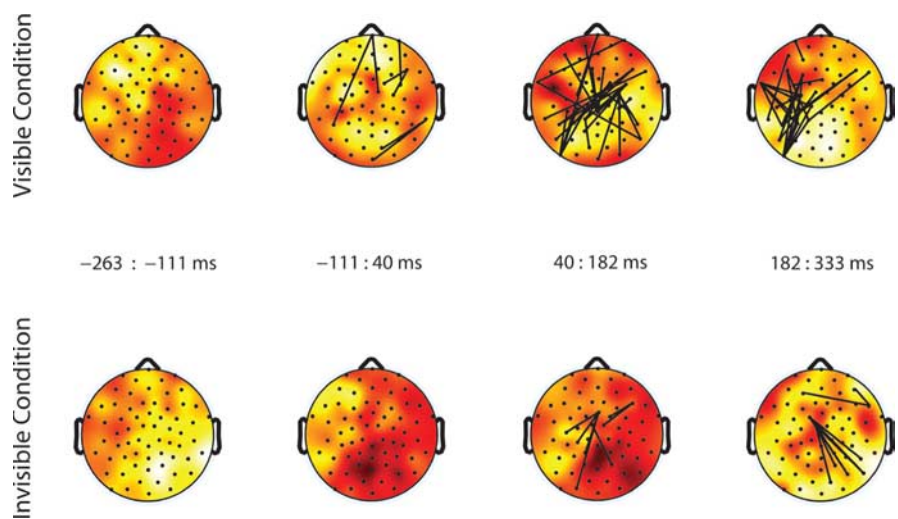 Visible Condition
−263 : −111 ms
−111 : 40 ms
40 : 182 ms
182 : 333 ms
Invisible Condition